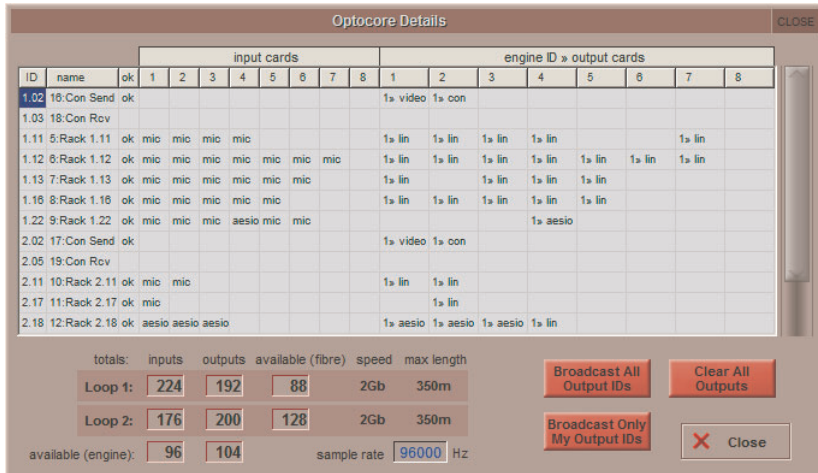 Optocore Details CLOSE
input cards engine ID » output cards
ID name ok 1 2 3 4 5 6 7 8 1 2 3 4 5 6 7 8
1.02 16:Con Send ok 1» video 1» con
1.03 18:Con Rcv
1.11 5:Rack 1.11 ok mic mic mic mic 1» lin 1» lin 1» lin 1» lin 1» lin
1.12 6:Rack 1.12 ok mic mic mic mic mic mic mic 1» lin 1» lin 1» lin 1» lin 1» lin 1» lin 1» lin
1.13 7:Rack 1.13 ok mic mic mic mic mic mic 1» lin 1» lin 1» lin 1» lin
1.16 8:Rack 1.16 ok mic mic mic mic mic 1» lin 1» lin 1» lin 1» lin 1» lin
1.22 9:Rack 1.22 ok mic mic mic aesio mic mic 1» aesio
2.02 17:Con Send ok 1» video 1» con
2.05 19:Con Rcv
2.11 10:Rack 2.11 ok mic mic 1» lin 1» lin
2.17 11:Rack 2.17 ok mic 1» lin
2.18 12:Rack 2.18 ok aesio aesio aesio 1» aesio 1» aesio 1» aesio 1» lin
totals: inputs outputs available (fibre) speed max length
Loop 1: 224 192 88 2Gb 350m
Loop 2: 176 200 128 2Gb 350m
available (engine): 96 104 sample rate 96000 Hz
Broadcast All
Output IDs
Clear All
Outputs
Broadcast Only
My Output IDs
Close